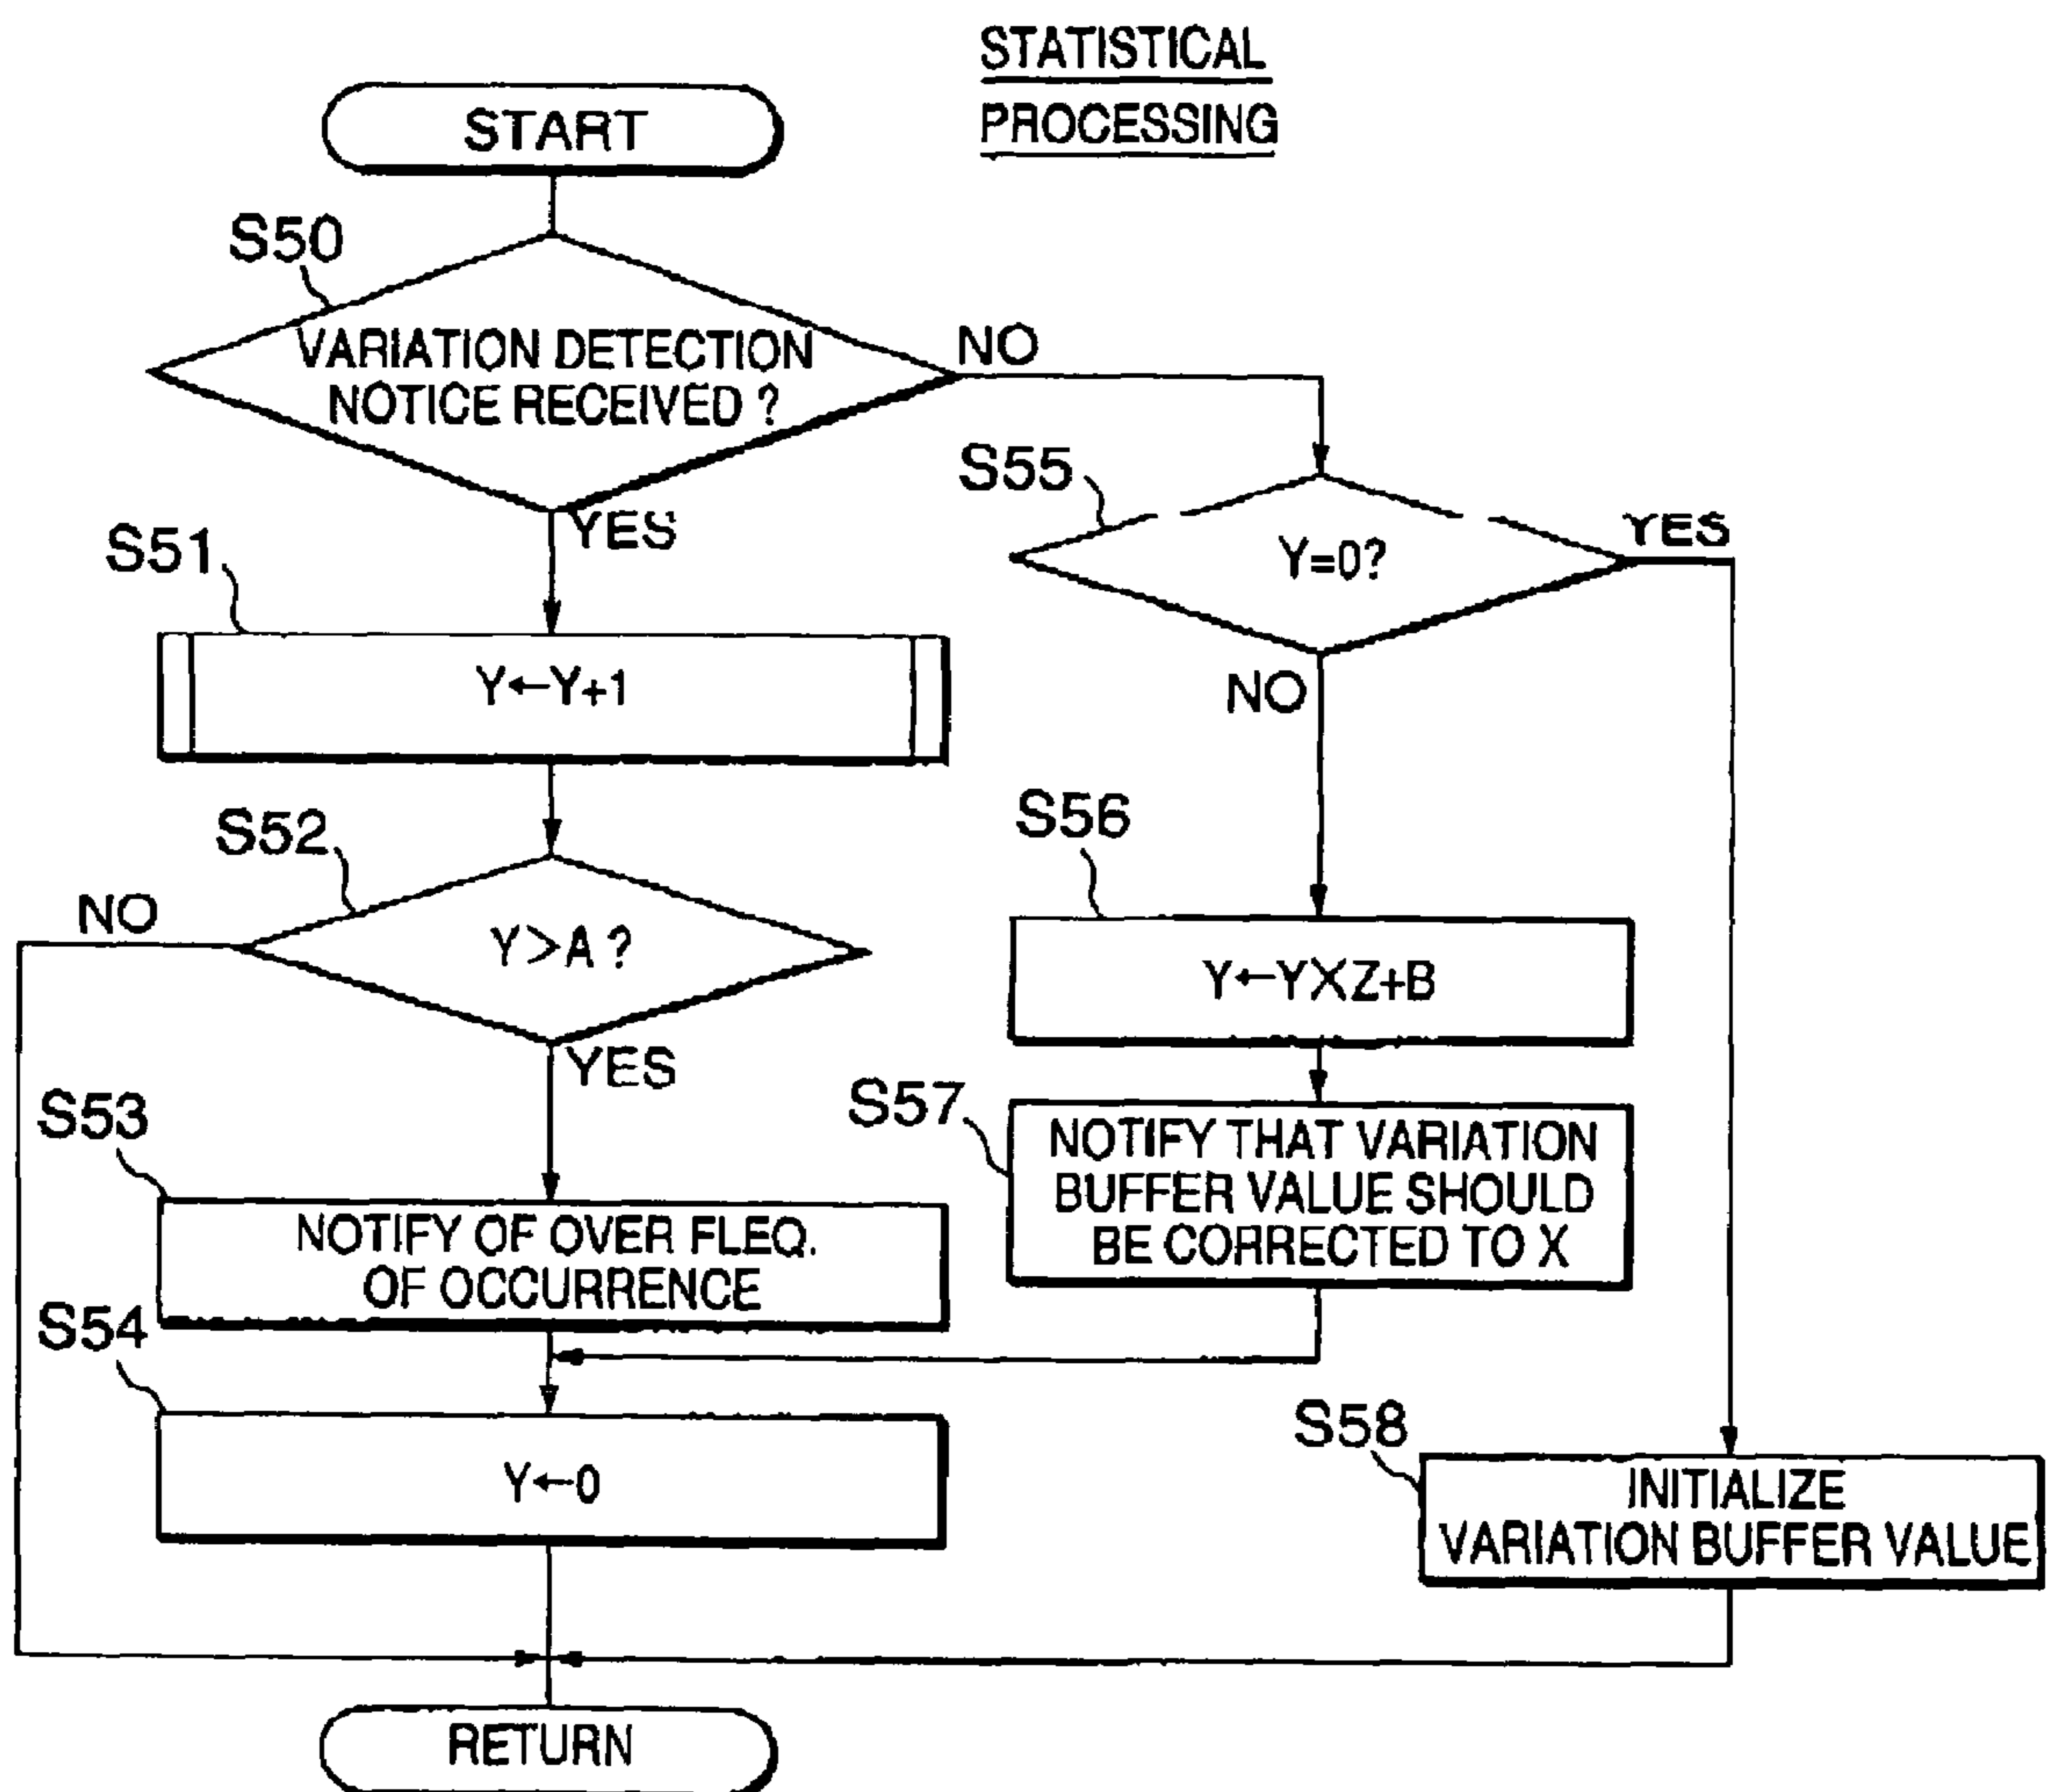 STATISTICAL
PROCESSING
START
S50
VARIATION DETECTION
NOTICE RECEIVED ?
NO
YES
S55
Y=0?
YES
NO
S51
Y←Y+1
S52
NO
Y>A ?
YES
S56
Y←Y×Z+B
S57
NOTIFY THAT VARIATION
BUFFER VALUE SHOULD
BE CORRECTED TO X
S53
NOTIFY OF OVER FLEQ.
OF OCCURRENCE
S54
Y←0
S58
INITIALIZE
VARIATION BUFFER VALUE
RETURN